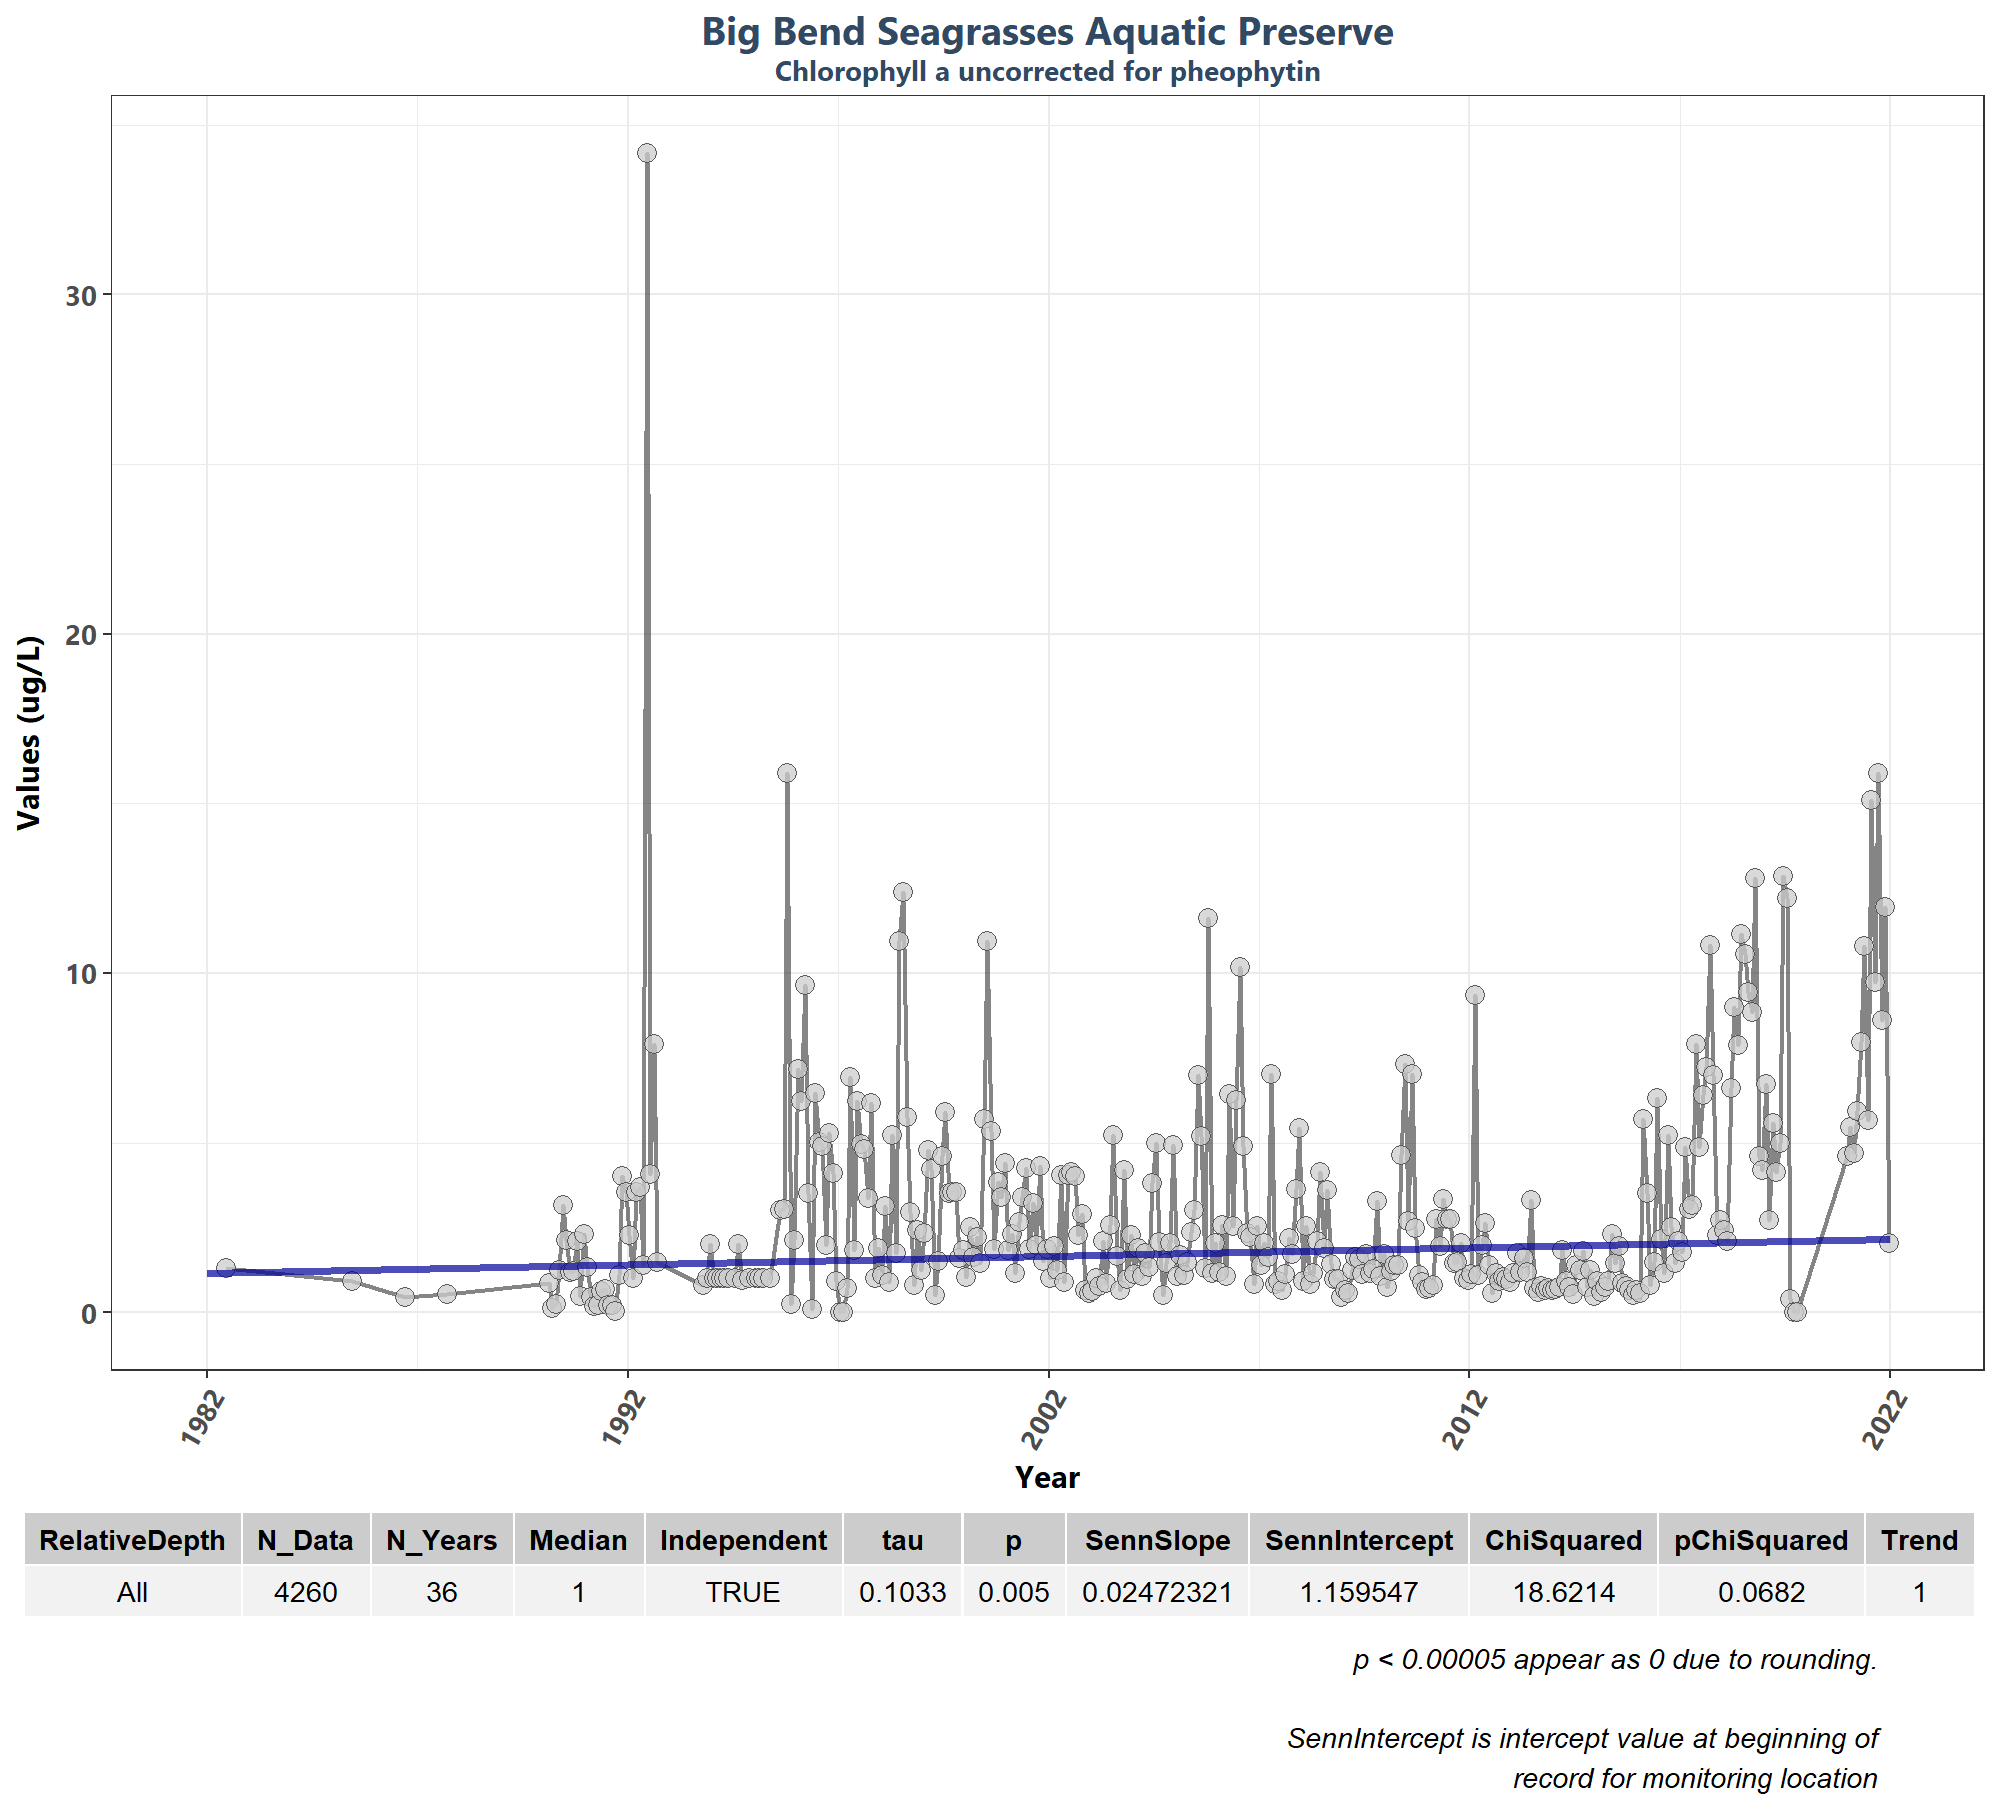 Big Bend Seagrasses Aquatic Preserve
Chlorophyll a uncorrected for pheophytin
Values (ug/L)
30
20
10
0
1982
1992
2002
2012
2022
Year
RelativeDepth N_Data N_Years Median Independent tau p SennSlope SennIntercept ChiSquared pChiSquared Trend
All 4260 36 1 TRUE 0.1033 0.005 0.02472321 1.159547 18.6214 0.0682 1
p < 0.00005 appear as 0 due to rounding.
SennIntercept is intercept value at beginning of
record for monitoring location